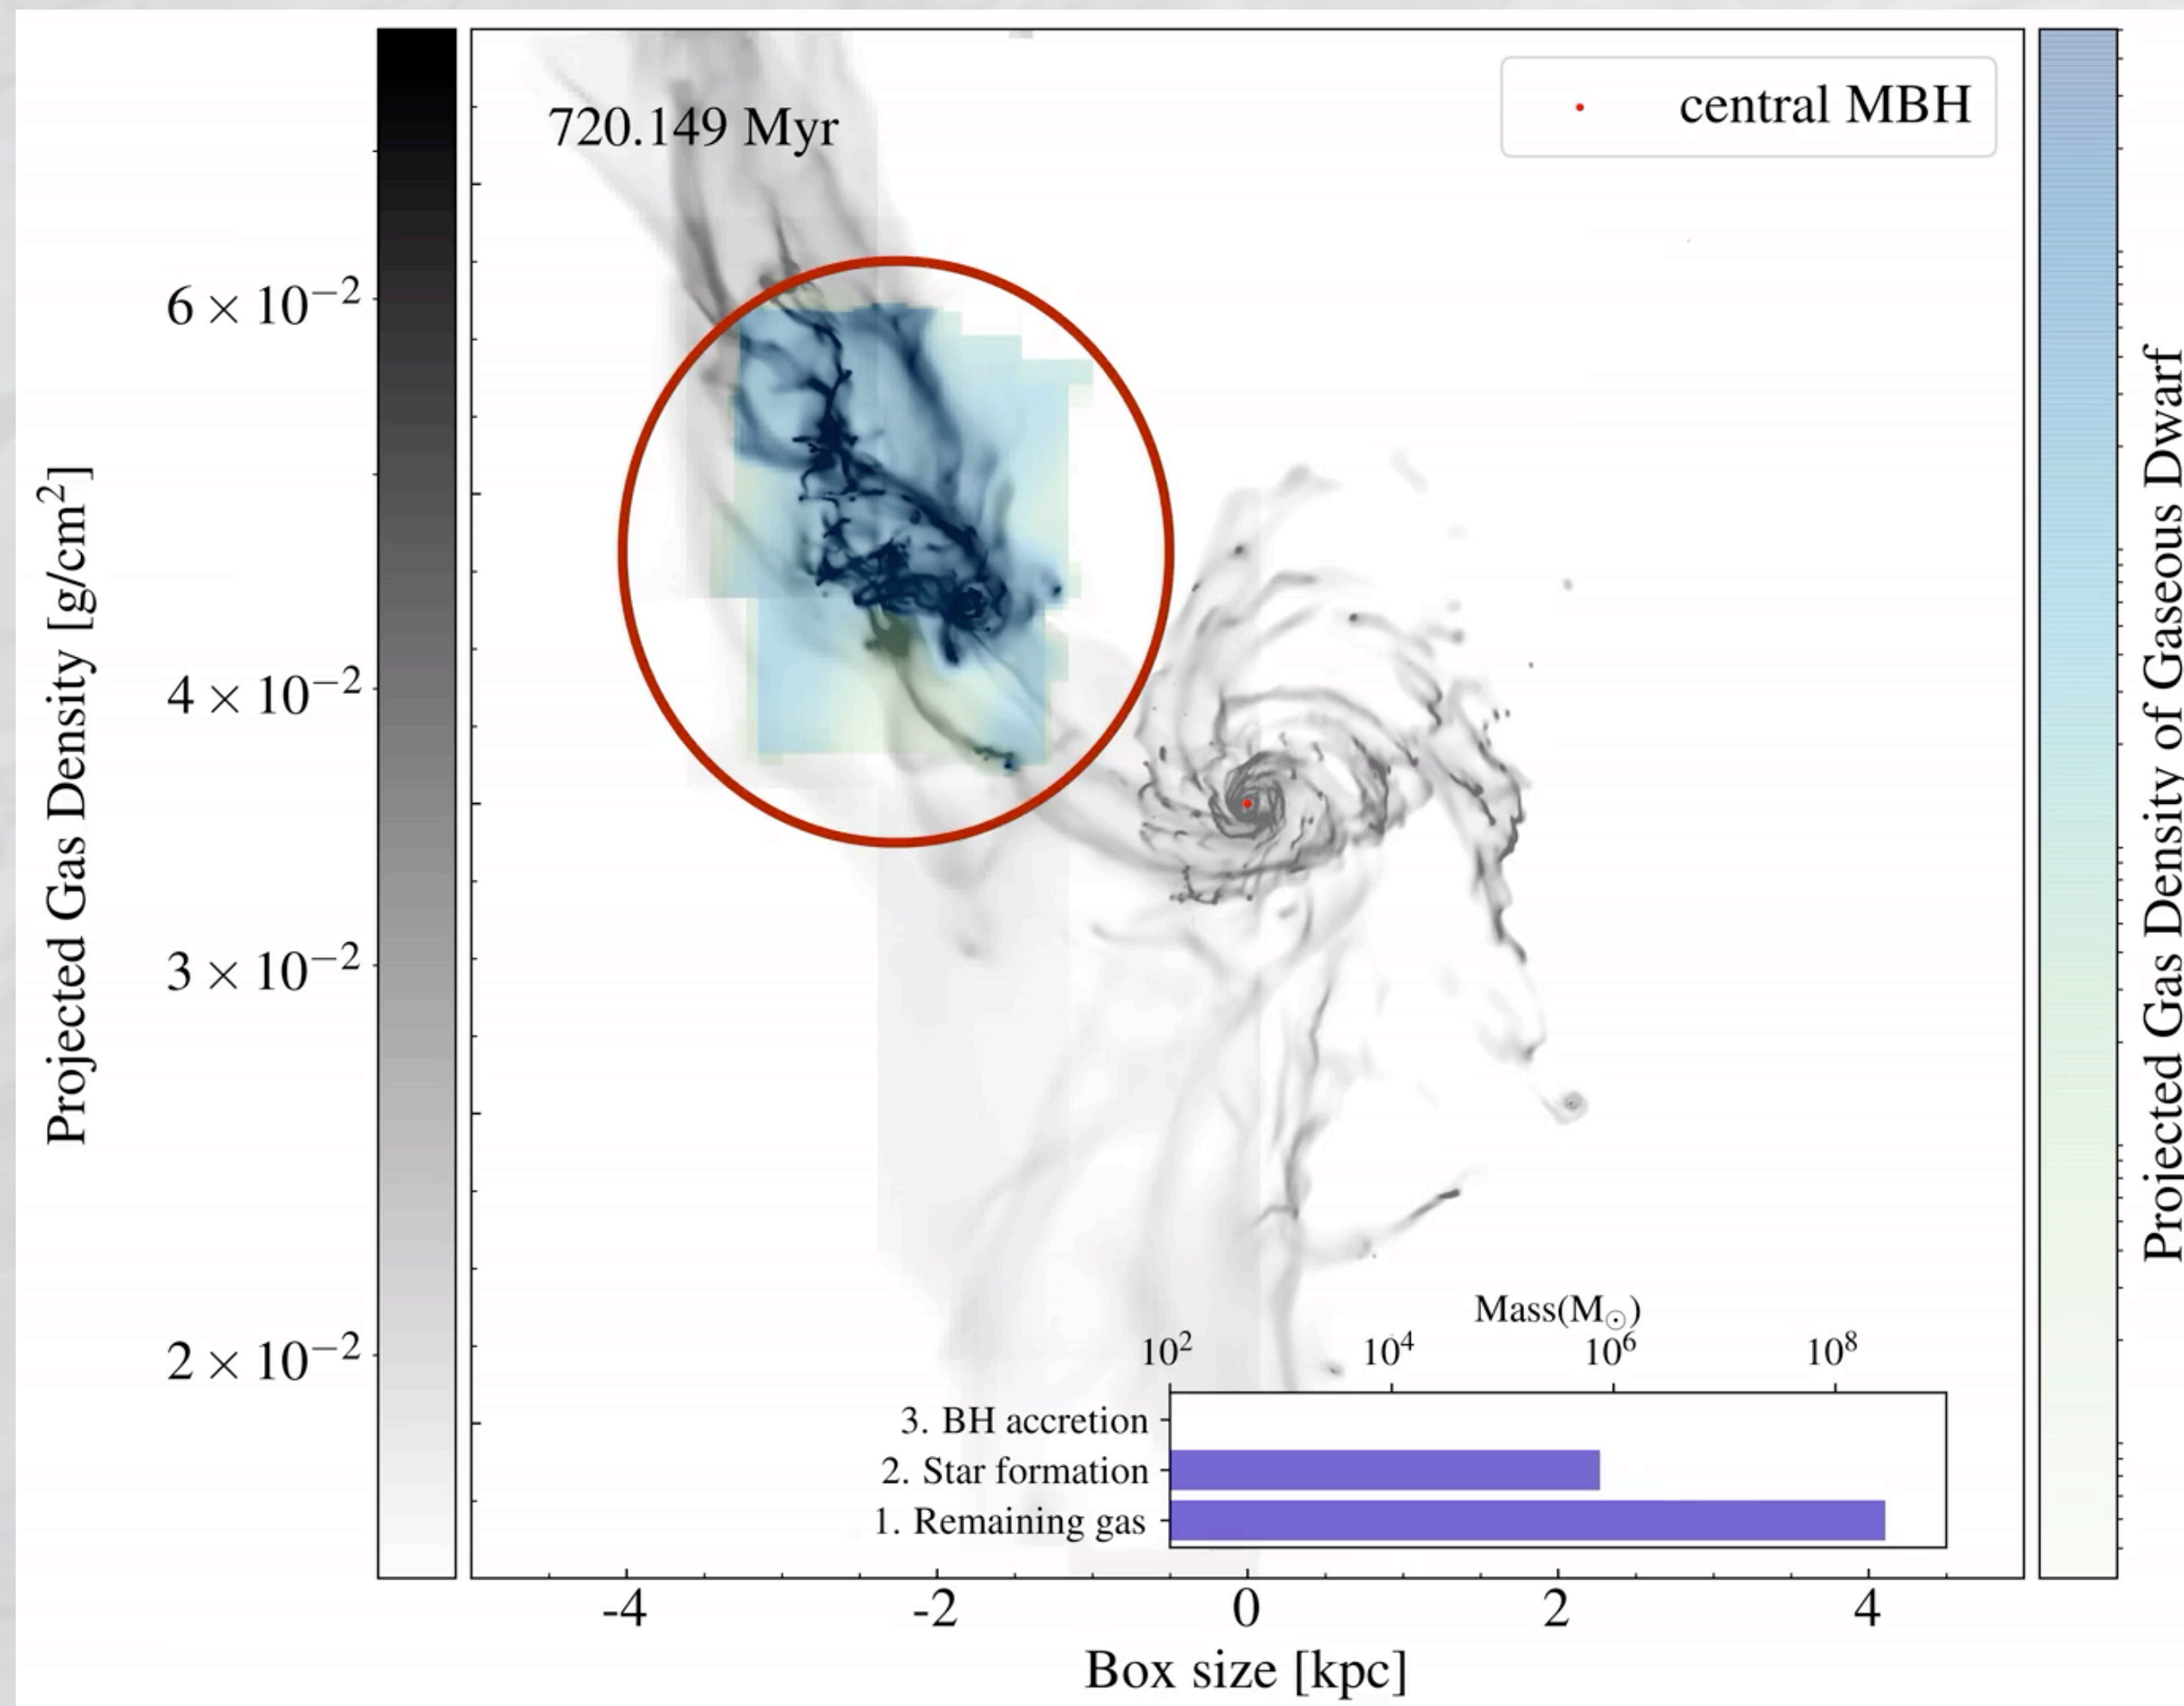 720.149 Myr
central MBH
Projected Gas Density [g/cm²]
6 × 10⁻²
4 × 10⁻²
3 × 10⁻²
2 × 10⁻²
Projected Gas Density of Gaseous Dwarf
Mass(M☉)
10² 10⁴ 10⁶ 10⁸
3. BH accretion
2. Star formation
1. Remaining gas
-4 -2 0 2 4
Box size [kpc]